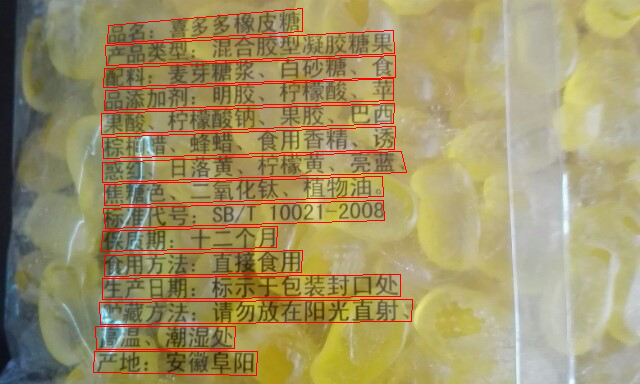 品名：喜多多橡皮糖
产品类型：混合胶型凝胶糖果
配料：麦芽糖浆、白砂糖、食
品添加剂：明胶、柠檬酸、苹
果酸、柠檬酸钠、果胶、巴西
棕榈蜡、蜂蜡、食用香精、诱
惑红、日落黄、柠檬黄、亮蓝、
焦糖色、二氧化钛、植物油。
标准代号：SB/T 10021-2008
保质期：十二个月
食用方法：直接食用
生产日期：标示于包装封口处
贮藏方法：请勿放在阳光直射、
高温、潮湿处
产地：安徽阜阳